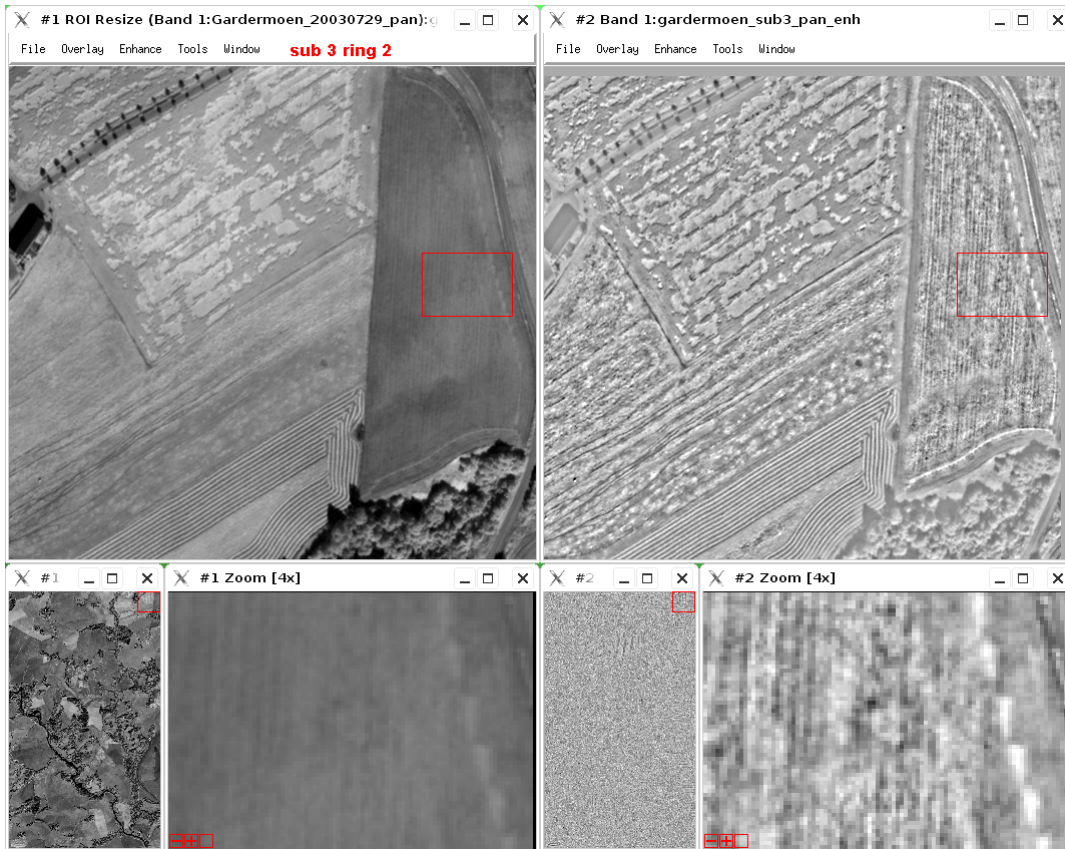 #1 ROI Resize (Band 1:Gardermoen_20030729_pan):
File Overlay Enhance Tools Window
sub 3 ring 2
#2 Band 1:gardermoen_sub3_pan_enh
File Overlay Enhance Tools Window
#1
#1 Zoom [4x]
#2
#2 Zoom [4x]